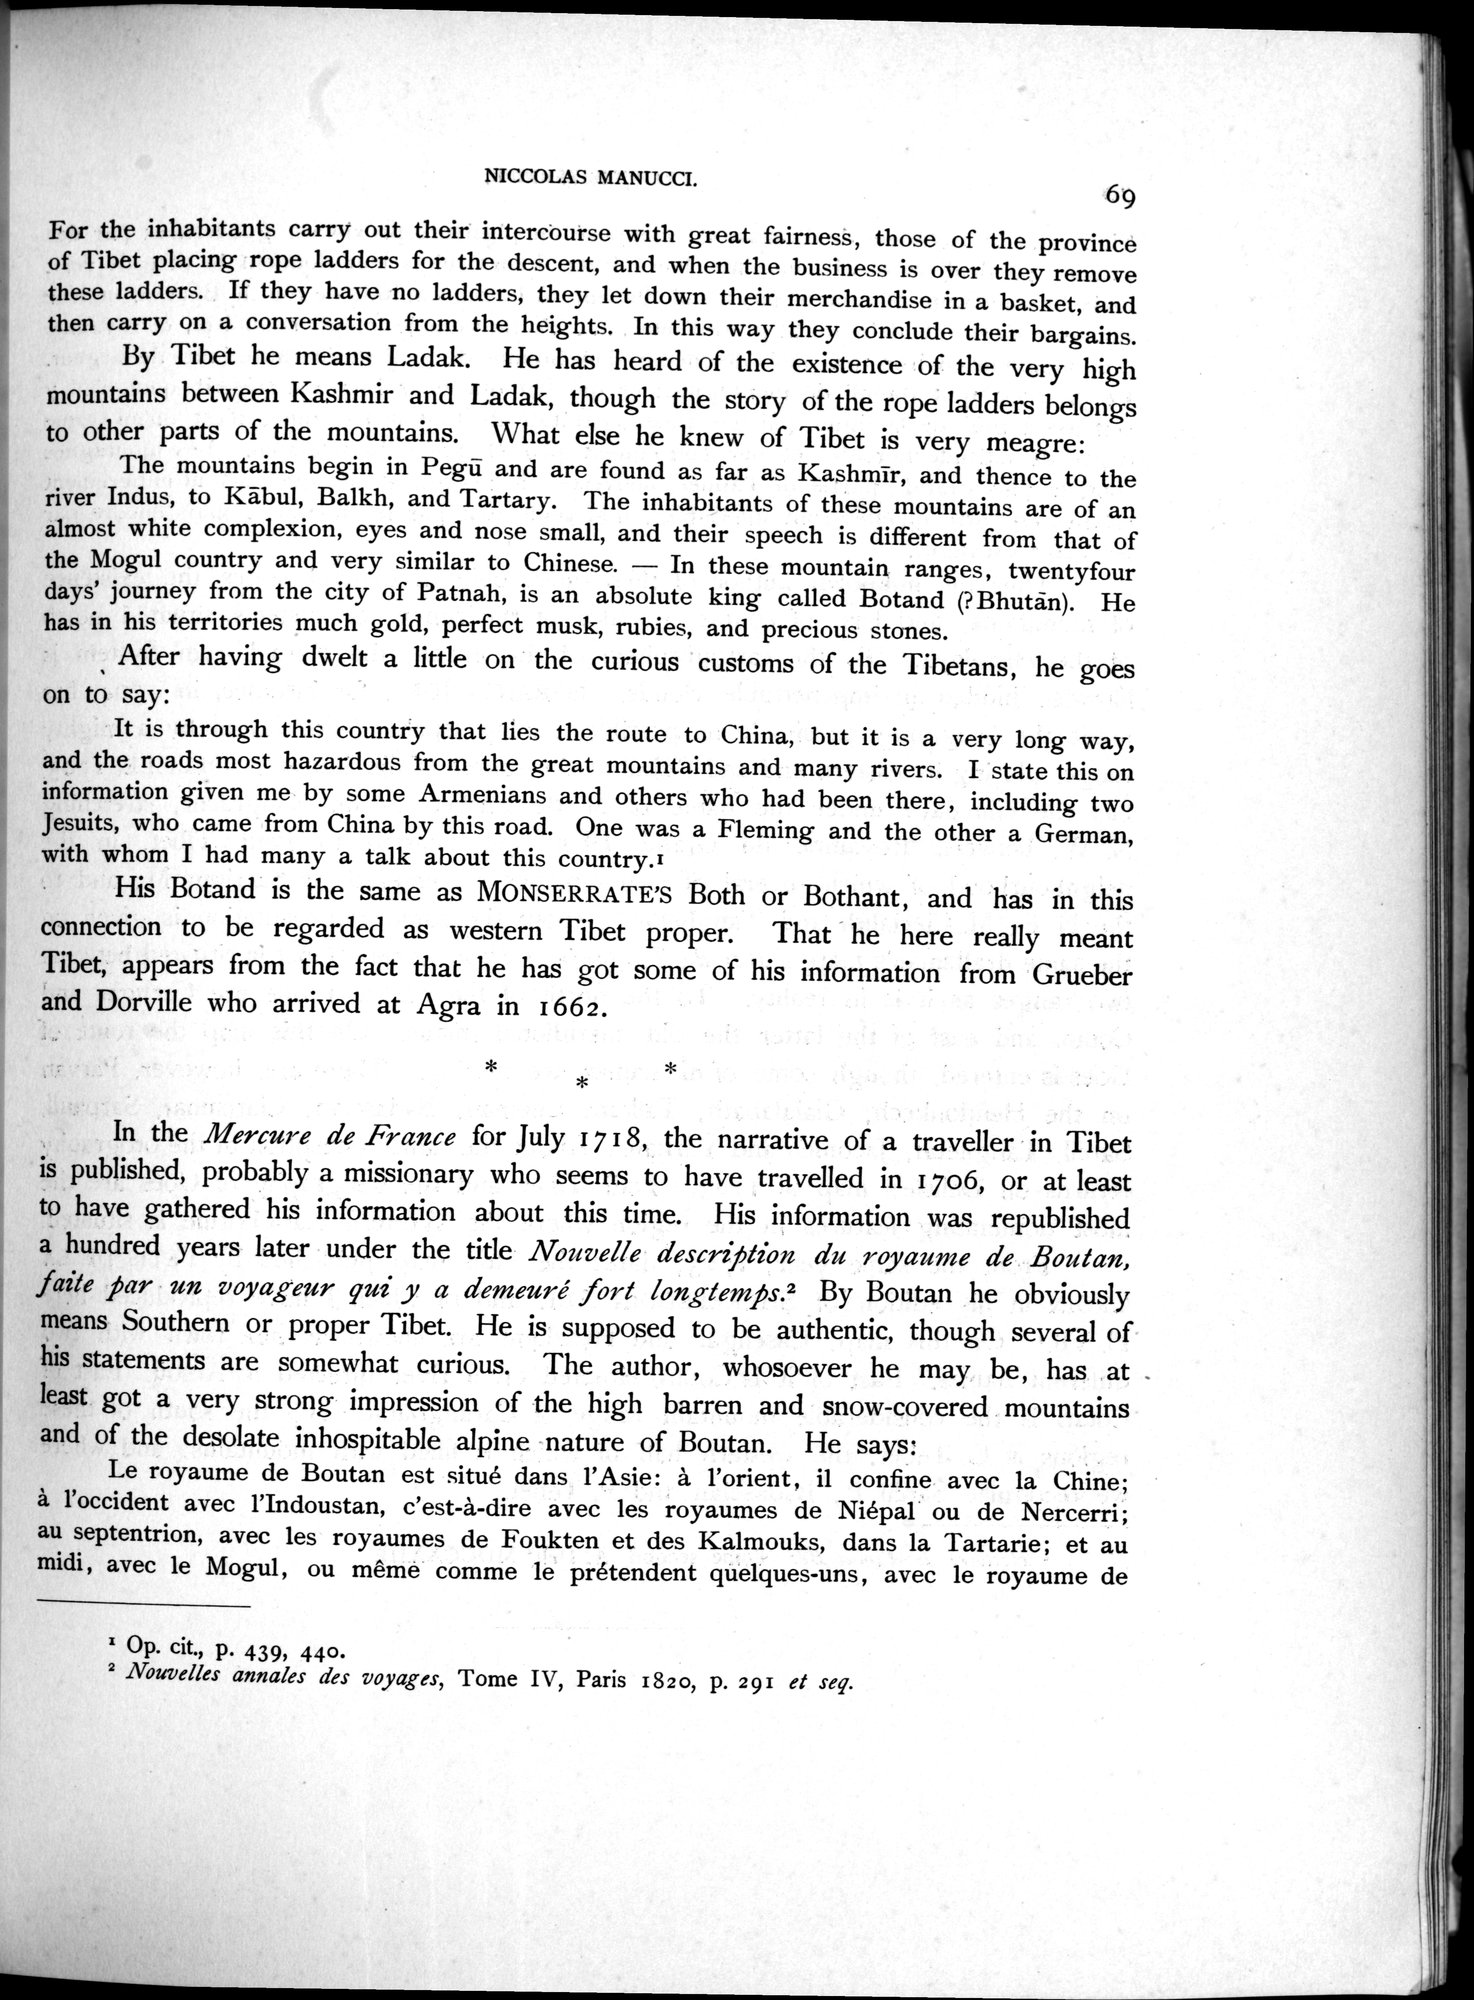 NICCOLAS MANUCCI.
69
For the inhabitants carry out their intercourse with great fairness, those of the province
of Tibet placing rope ladders for the descent, and when the business is over they remove
these ladders. If they have no ladders, they let down their merchandise in a basket, and
then carry on a conversation from the heights. In this way they conclude their bargains.
By Tibet he means Ladak. He has heard of the existence of the very high
mountains between Kashmir and Ladak, though the story of the rope ladders belongs
to other parts of the mountains. What else he knew of Tibet is very meagre:
The mountains begin in Pegū and are found as far as Kashmīr, and thence to the
river Indus, to Kābul, Balkh, and Tartary. The inhabitants of these mountains are of an
almost white complexion, eyes and nose small, and their speech is different from that of
the Mogul country and very similar to Chinese. — In these mountain ranges, twentyfour
days' journey from the city of Patnah, is an absolute king called Botand (?Bhutān). He
has in his territories much gold, perfect musk, rubies, and precious stones.
After having dwelt a little on the curious customs of the Tibetans, he goes
on to say:
It is through this country that lies the route to China, but it is a very long way,
and the roads most hazardous from the great mountains and many rivers. I state this on
information given me by some Armenians and others who had been there, including two
Jesuits, who came from China by this road. One was a Fleming and the other a German,
with whom I had many a talk about this country.¹
His Botand is the same as MONSERRATE'S Both or Bothant, and has in this
connection to be regarded as western Tibet proper. That he here really meant
Tibet, appears from the fact that he has got some of his information from Grueber
and Dorville who arrived at Agra in 1662.
* * *
In the Mercure de France for July 1718, the narrative of a traveller in Tibet
is published, probably a missionary who seems to have travelled in 1706, or at least
to have gathered his information about this time. His information was republished
a hundred years later under the title Nouvelle description du royaume de Boutan,
faite par un voyageur qui y a demeuré fort longtemps.² By Boutan he obviously
means Southern or proper Tibet. He is supposed to be authentic, though several of
his statements are somewhat curious. The author, whosoever he may be, has at
least got a very strong impression of the high barren and snow-covered mountains
and of the desolate inhospitable alpine nature of Boutan. He says:
Le royaume de Boutan est situé dans l'Asie: à l'orient, il confine avec la Chine;
à l'occident avec l'Indoustan, c'est-à-dire avec les royaumes de Niépal ou de Nercerri;
au septentrion, avec les royaumes de Foukten et des Kalmouks, dans la Tartarie; et au
midi, avec le Mogul, ou même comme le prétendent quelques-uns, avec le royaume de
¹ Op. cit., p. 439, 440.
² Nouvelles annales des voyages, Tome IV, Paris 1820, p. 291 et seq.